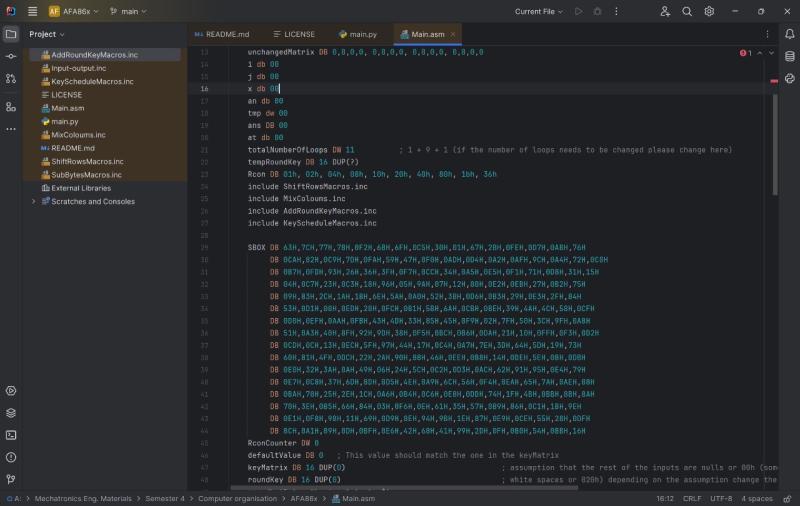 AF AFA86x main Current File
Project
AddRoundKeyMacros.inc
Input-output.inc
KeyScheduleMacros.inc
LICENSE
Main.asm
main.py
MixColoums.inc
README.md
ShiftRowsMacros.inc
SubBytesMacros.inc
External Libraries
Scratches and Consoles
README.md LICENSE main.py Main.asm
1
13 unchangedMatrix DB 0,0,0,0, 0,0,0,0, 0,0,0,0, 0,0,0,0
14 i db 00
15 j db 00
16 x db 00
17 an db 00
18 tmp dw 00
19 ans DB 00
20 at db 00
21 totalNumberOfLoops DW 11 ; 1 + 9 + 1 (if the number of loops needs to be changed please change here)
22 tempRoundKey DB 16 DUP(?)
23 Rcon DB 01h, 02h, 04h, 08h, 10h, 20h, 40h, 80h, 1bh, 36h
24 include ShiftRowsMacros.inc
25 include MixColoums.inc
26 include AddRoundKeyMacros.inc
27 include KeyScheduleMacros.inc
28
29 SBOX DB 63H,7CH,77H,7BH,0F2H,6BH,6FH,0C5H,30H,01H,67H,2BH,0FEH,0D7H,0ABH,76H
30 DB 0CAH,82H,0C9H,7DH,0FAH,59H,47H,0F0H,0ADH,0D4H,0A2H,0AFH,9CH,0A4H,72H,0C0H
31 DB 0B7H,0FDH,93H,26H,36H,3FH,0F7H,0CCH,34H,0A5H,0E5H,0F1H,71H,0D8H,31H,15H
32 DB 04H,0C7H,23H,0C3H,18H,96H,05H,9AH,07H,12H,80H,0E2H,0EBH,27H,0B2H,75H
33 DB 09H,83H,2CH,1AH,1BH,6EH,5AH,0A0H,52H,3BH,0D6H,0B3H,29H,0E3H,2FH,84H
34 DB 53H,0D1H,00H,0EDH,20H,0FCH,0B1H,5BH,6AH,0CBH,0BEH,39H,4AH,4CH,58H,0CFH
35 DB 0D0H,0EFH,0AAH,0FBH,43H,4DH,33H,85H,45H,0F9H,02H,7FH,50H,3CH,9FH,0A8H
36 DB 51H,0A3H,40H,8FH,92H,9DH,38H,0F5H,0BCH,0B6H,0DAH,21H,10H,0FFH,0F3H,0D2H
37 DB 0CDH,0CH,13H,0ECH,5FH,97H,44H,17H,0C4H,0A7H,7EH,3DH,64H,5DH,19H,73H
38 DB 60H,81H,4FH,0DCH,22H,2AH,90H,88H,46H,0EEH,0B8H,14H,0DEH,5EH,0BH,0DBH
39 DB 0E0H,32H,3AH,0AH,49H,06H,24H,5CH,0C2H,0D3H,0ACH,62H,91H,95H,0E4H,79H
40 DB 0E7H,0C8H,37H,6DH,8DH,0D5H,4EH,0A9H,6CH,56H,0F4H,0EAH,65H,7AH,0AEH,08H
41 DB 0BAH,78H,25H,2EH,1CH,0A6H,0B4H,0C6H,0E8H,0DDH,74H,1FH,4BH,0BDH,8BH,8AH
42 DB 70H,3EH,0B5H,66H,48H,03H,0F6H,0EH,61H,35H,57H,0B9H,86H,0C1H,1DH,9EH
43 DB 0E1H,0F8H,98H,11H,69H,0D9H,8EH,94H,9BH,1EH,87H,0E9H,0CEH,55H,28H,0DFH
44 DB 8CH,0A1H,89H,0DH,0BFH,0E6H,42H,68H,41H,99H,2DH,0FH,0B0H,54H,0BBH,16H
45 RconCounter DW 0
46 defaultValue DB 0 ; This value should match the one in the keyMatrix
47 keyMatrix DB 16 DUP(0) ; assumption that the rest of the inputs are nulls or 00h (som
48 roundKey DB 16 DUP(0) ; white spaces or 020h) depending on the assumption change the
A: Mechatronics Eng. Materials Semester 4 Computer organisation AFA86x Main.asm 16:12 CRLF UTF-8 4 spaces